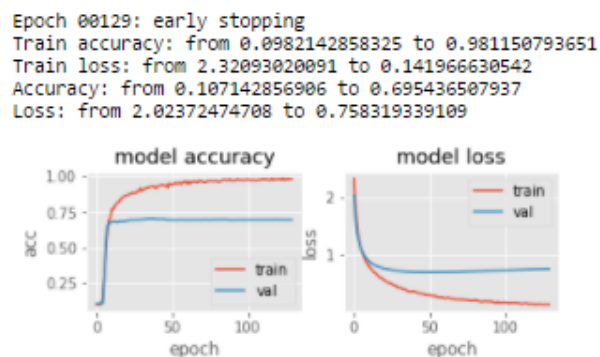 Epoch 00129: early stopping
Train accuracy: from 0.0982142858325 to 0.981150793651
Train loss: from 2.32093020091 to 0.141966630542
Accuracy: from 0.107142856906 to 0.695436507937
Loss: from 2.02372474708 to 0.758319339109
model accuracy
1.00
0.75
0.50
0.25
acc
train
val
0
50
100
epoch
model loss
2
1
loss
train
val
0
50
100
epoch